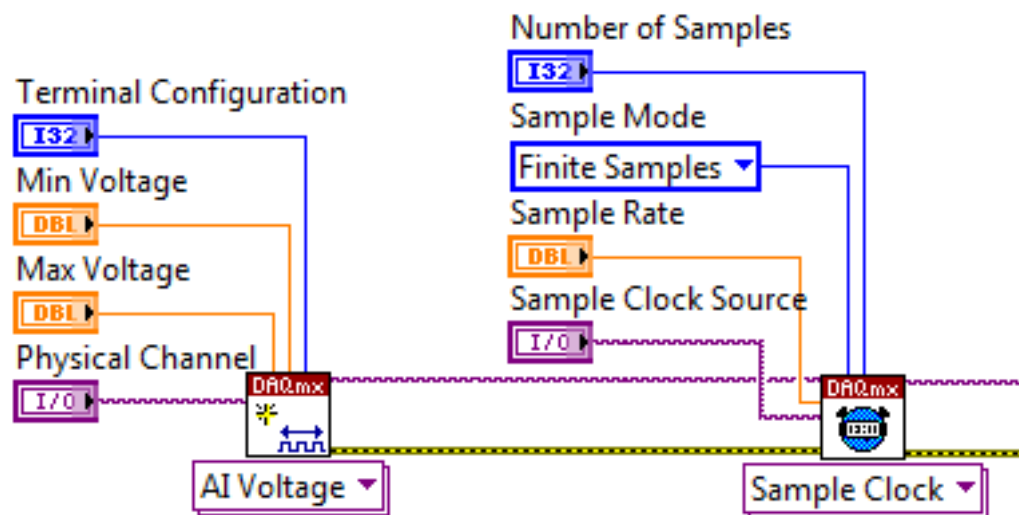 Number of Samples
I32
Terminal Configuration
I32
Sample Mode
Finite Samples
Min Voltage
DBL
Sample Rate
DBL
Max Voltage
DBL
Sample Clock Source
I/O
Physical Channel
I/O
DAQmx
DAQmx
AI Voltage
Sample Clock